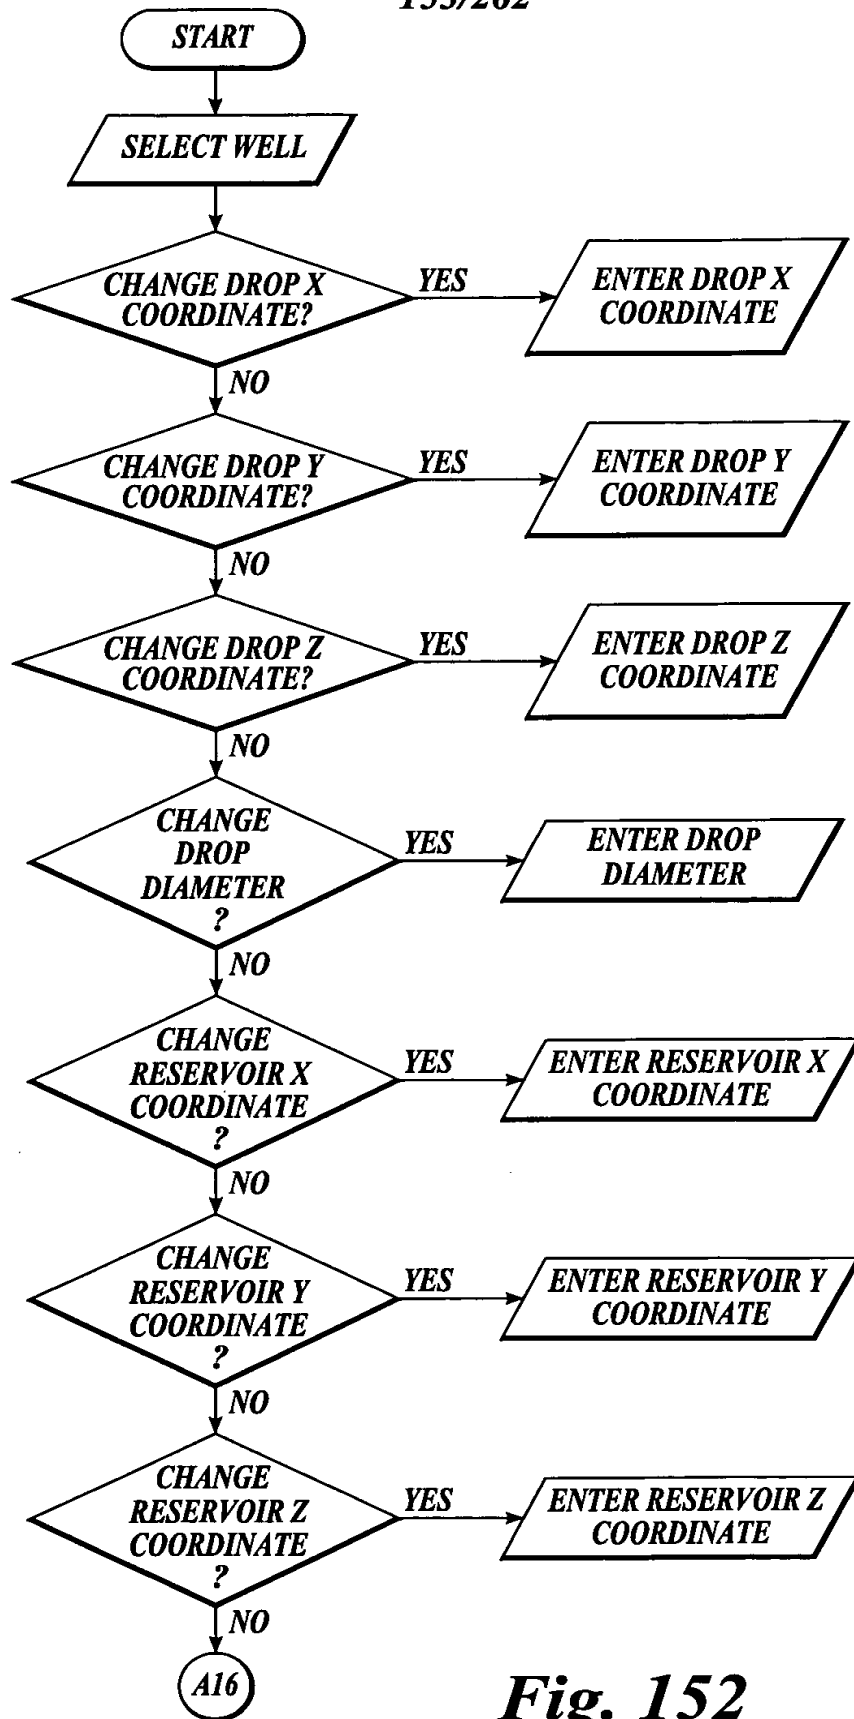 START
SELECT WELL
CHANGE DROP X
COORDINATE?
YES
ENTER DROP X
COORDINATE
NO
CHANGE DROP Y
COORDINATE?
YES
ENTER DROP Y
COORDINATE
NO
CHANGE DROP Z
COORDINATE?
YES
ENTER DROP Z
COORDINATE
NO
CHANGE
DROP
DIAMETER
?
YES
ENTER DROP
DIAMETER
NO
CHANGE
RESERVOIR X
COORDINATE
?
YES
ENTER RESERVOIR X
COORDINATE
NO
CHANGE
RESERVOIR Y
COORDINATE
?
YES
ENTER RESERVOIR Y
COORDINATE
NO
CHANGE
RESERVOIR Z
COORDINATE
?
YES
ENTER RESERVOIR Z
COORDINATE
NO
A16
Fig. 152